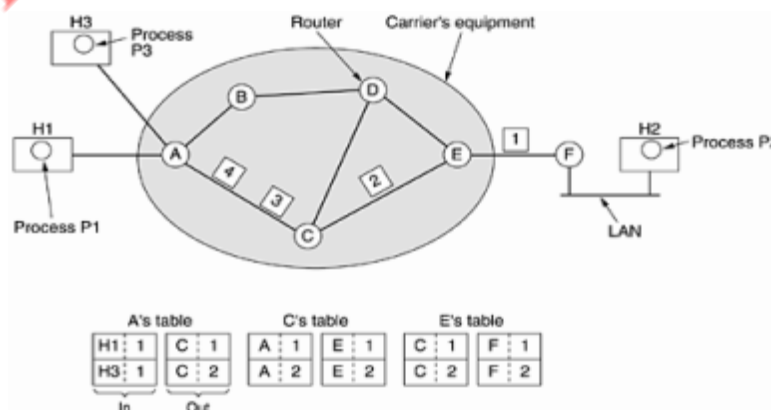 H3
Process
P3
Router
Carrier's equipment
B
D
H1
A
E
1
F
H2
Process P
4
3
2
C
Process P1
LAN
A's table
C's table
E's table
H1 1
C 1
A 1
E 1
C 1
F 1
H3 1
C 2
A 2
E 2
C 2
F 2
In
Out